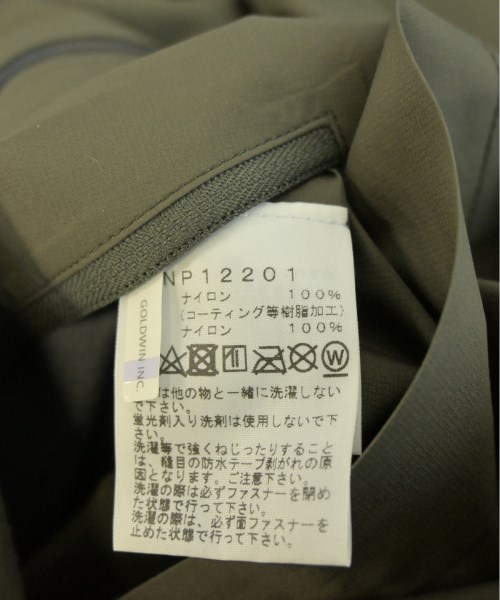 NP12201
ナイロン 100%
(コーティング等樹脂加工)
ナイロン 100%
W
GOLDWIN INC.
は他の物と一緒に洗濯しない
で下さい。
蛍光剤入り洗剤は使用しないで下
さい。
洗濯等で強くねじったりすること
は、縫目の防水テープ剥がれの原
因となります。ご注意下さい。
洗濯の際は必ずファスナーを閉め
た状態で行って下さい。
洗濯の際は、必ず面ファスナーを
止めた状態で行って下さい。